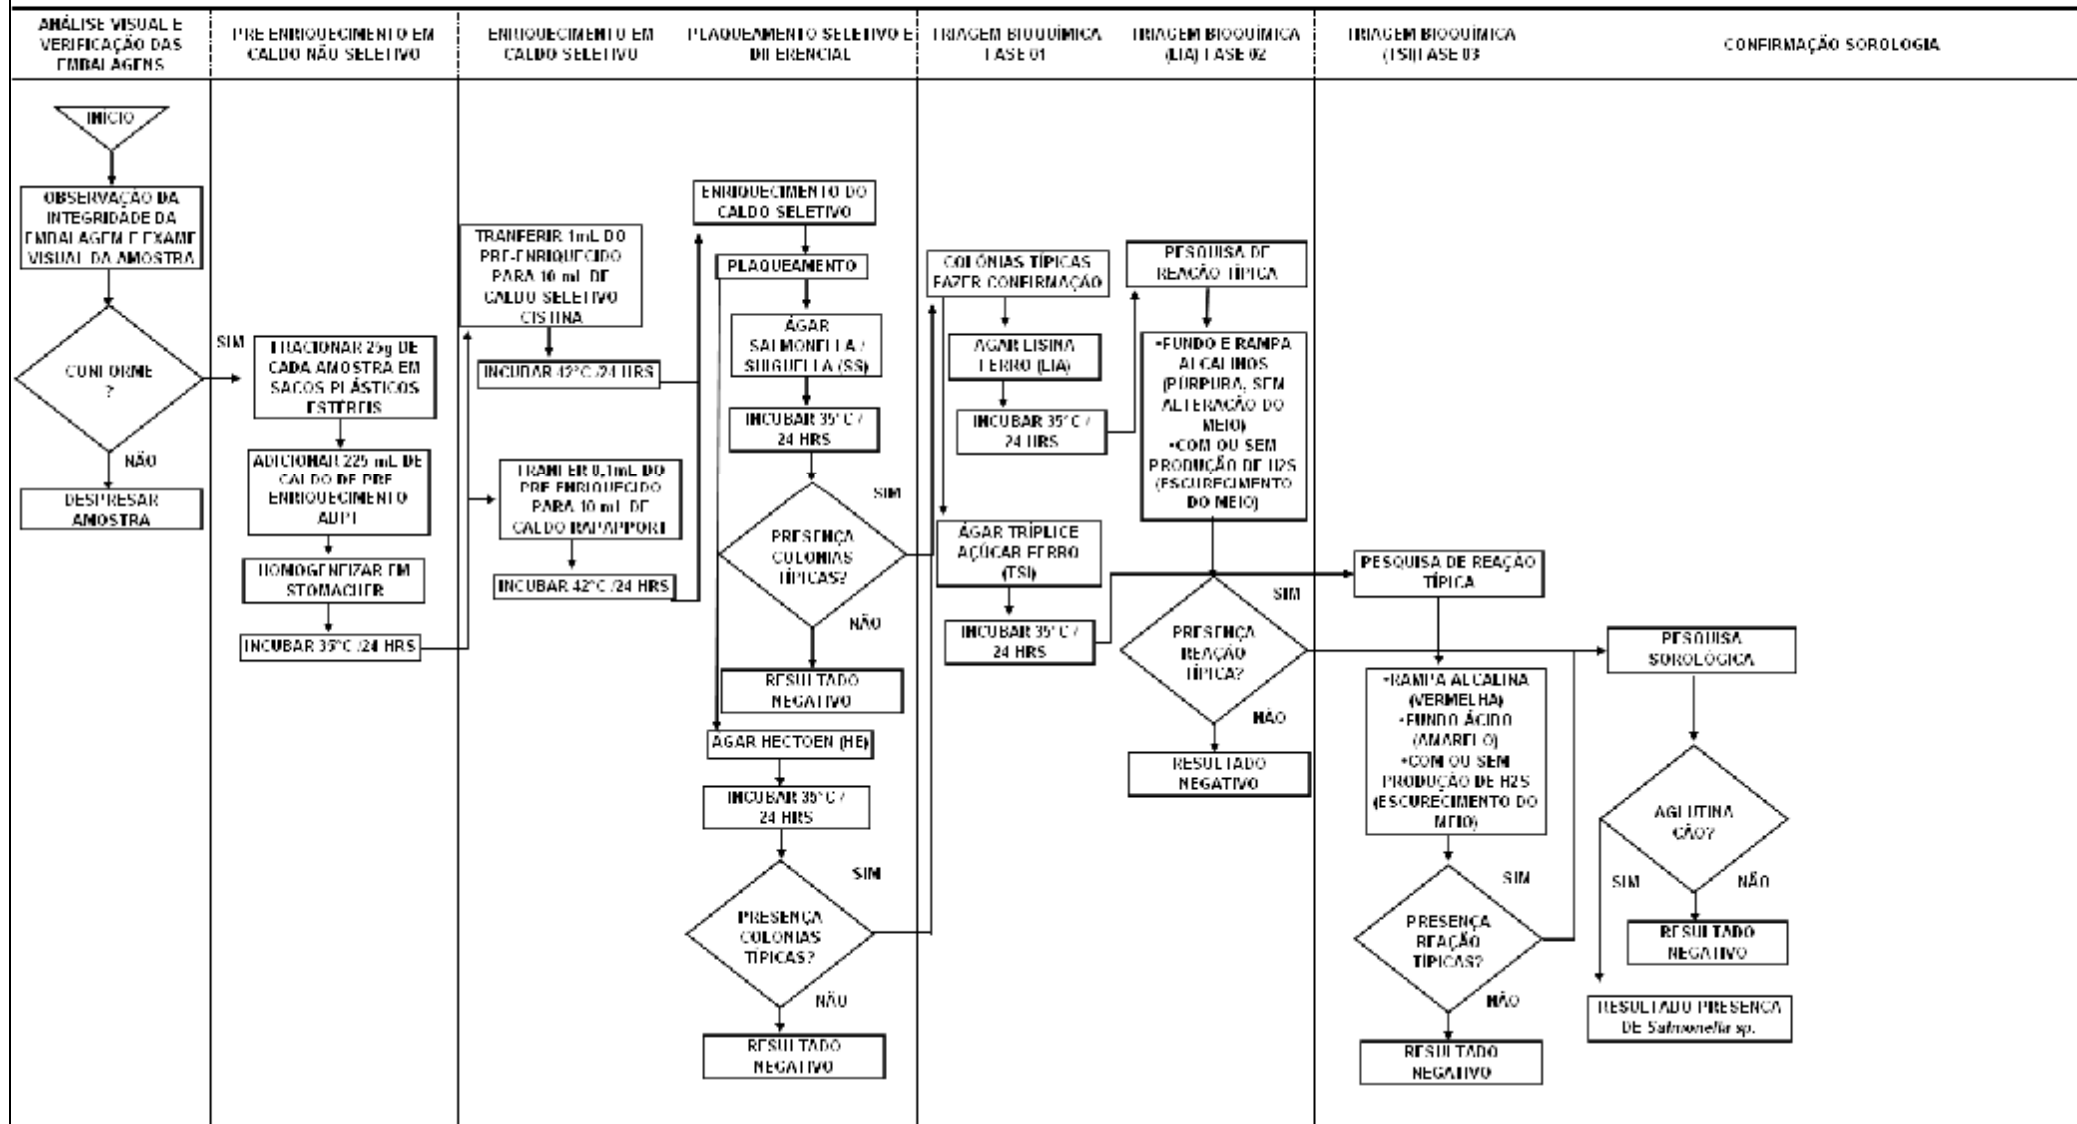 ANÁLISE VISUAL E
VERIFICAÇÃO DAS
EMBALAGENS
PRE ENRIQUECIMENTO EM
CALDO NÃO SELETIVO
ENRIQUECIMENTO EM
CALDO SELETIVO
PLAQUEAMENTO SELETIVO E
DIFERENCIAL
TRIAGEM BIOQUÍMICA
FASE 01
TRIAGEM BIOQUÍMICA
(LIA) FASE 02
TRIAGEM BIOQUÍMICA
(TSI) FASE 03
CONFIRMAÇÃO SOROLOGIA
INÍCIO
OBSERVAÇÃO DA
INTEGRIDADE DA
EMBALAGEM E EXAME
VISUAL DA AMOSTRA
CONFORME
?
SIM
NÃO
DESPRESAR
AMOSTRA
FRACIONAR 25g DE
CADA AMOSTRA EM
SACOS PLÁSTICOS
ESTÉREIS
ADICIONAR 225 mL DE
CALDO DE PRE
ENRIQUECIMENTO
HOMOGENEIZAR EM
STOMACHER
INCUBAR 35°C /24 HRS
TRANFERIR 1mL DO
PRE-ENRIQUECIDO
PARA 10 mL DE
CALDO SELETIVO
CISTINA
INCUBAR 42°C /24 HRS
TRANFER 0,1mL DO
PRE ENRIQUECIDO
PARA 10 mL DE
CALDO RAPAPPORT
INCUBAR 42°C /24 HRS
ENRIQUECIMENTO DO
CALDO SELETIVO
PLAQUEAMENTO
ÁGAR
SALMONELLA /
SHIGUELLA (SS)
INCUBAR 35°C /
24 HRS
SIM
PRESENÇA
COLONIAS
TÍPICAS?
NÃO
RESULTADO
NEGATIVO
AGAR HECTOEN (HE)
INCUBAR 35°C /
24 HRS
SIM
PRESENÇA
COLONIAS
TÍPICAS?
NÃO
RESULTADO
NEGATIVO
COLÔNIAS TÍPICAS
FAZER CONFIRMAÇÃO
AGAR LISINA
FERRO (LIA)
INCUBAR 35°C /
24 HRS
ÁGAR TRÍPLICE
AÇÚCAR FERRO
(TSI)
INCUBAR 35°C /
24 HRS
PESQUISA DE
REAÇÃO TÍPICA
•FUNDO E RAMPA
ALCALINOS
(PÚRPURA, SEM
ALTERAÇÃO DO
MEIO)
•COM OU SEM
PRODUÇÃO DE H2S
(ESCURECIMENTO
DO MEIO)
SIM
PRESENÇA
REAÇÃO
TÍPICA?
NÃO
RESULTADO
NEGATIVO
PESQUISA DE REAÇÃO
TÍPICA
•RAMPA ALCALINA
(VERMELHA)
•FUNDO ÁCIDO
(AMARELO)
•COM OU SEM
PRODUÇÃO DE H2S
(ESCURECIMENTO DO
MEIO)
SIM
PRESENÇA
REAÇÃO
TÍPICAS?
NÃO
RESULTADO
NEGATIVO
PESQUISA
SOROLÓGICA
AGLUTINA
ÇÃO?
SIM
NÃO
RESULTADO
NEGATIVO
RESULTADO PRESENÇA
DE Salmonella sp.